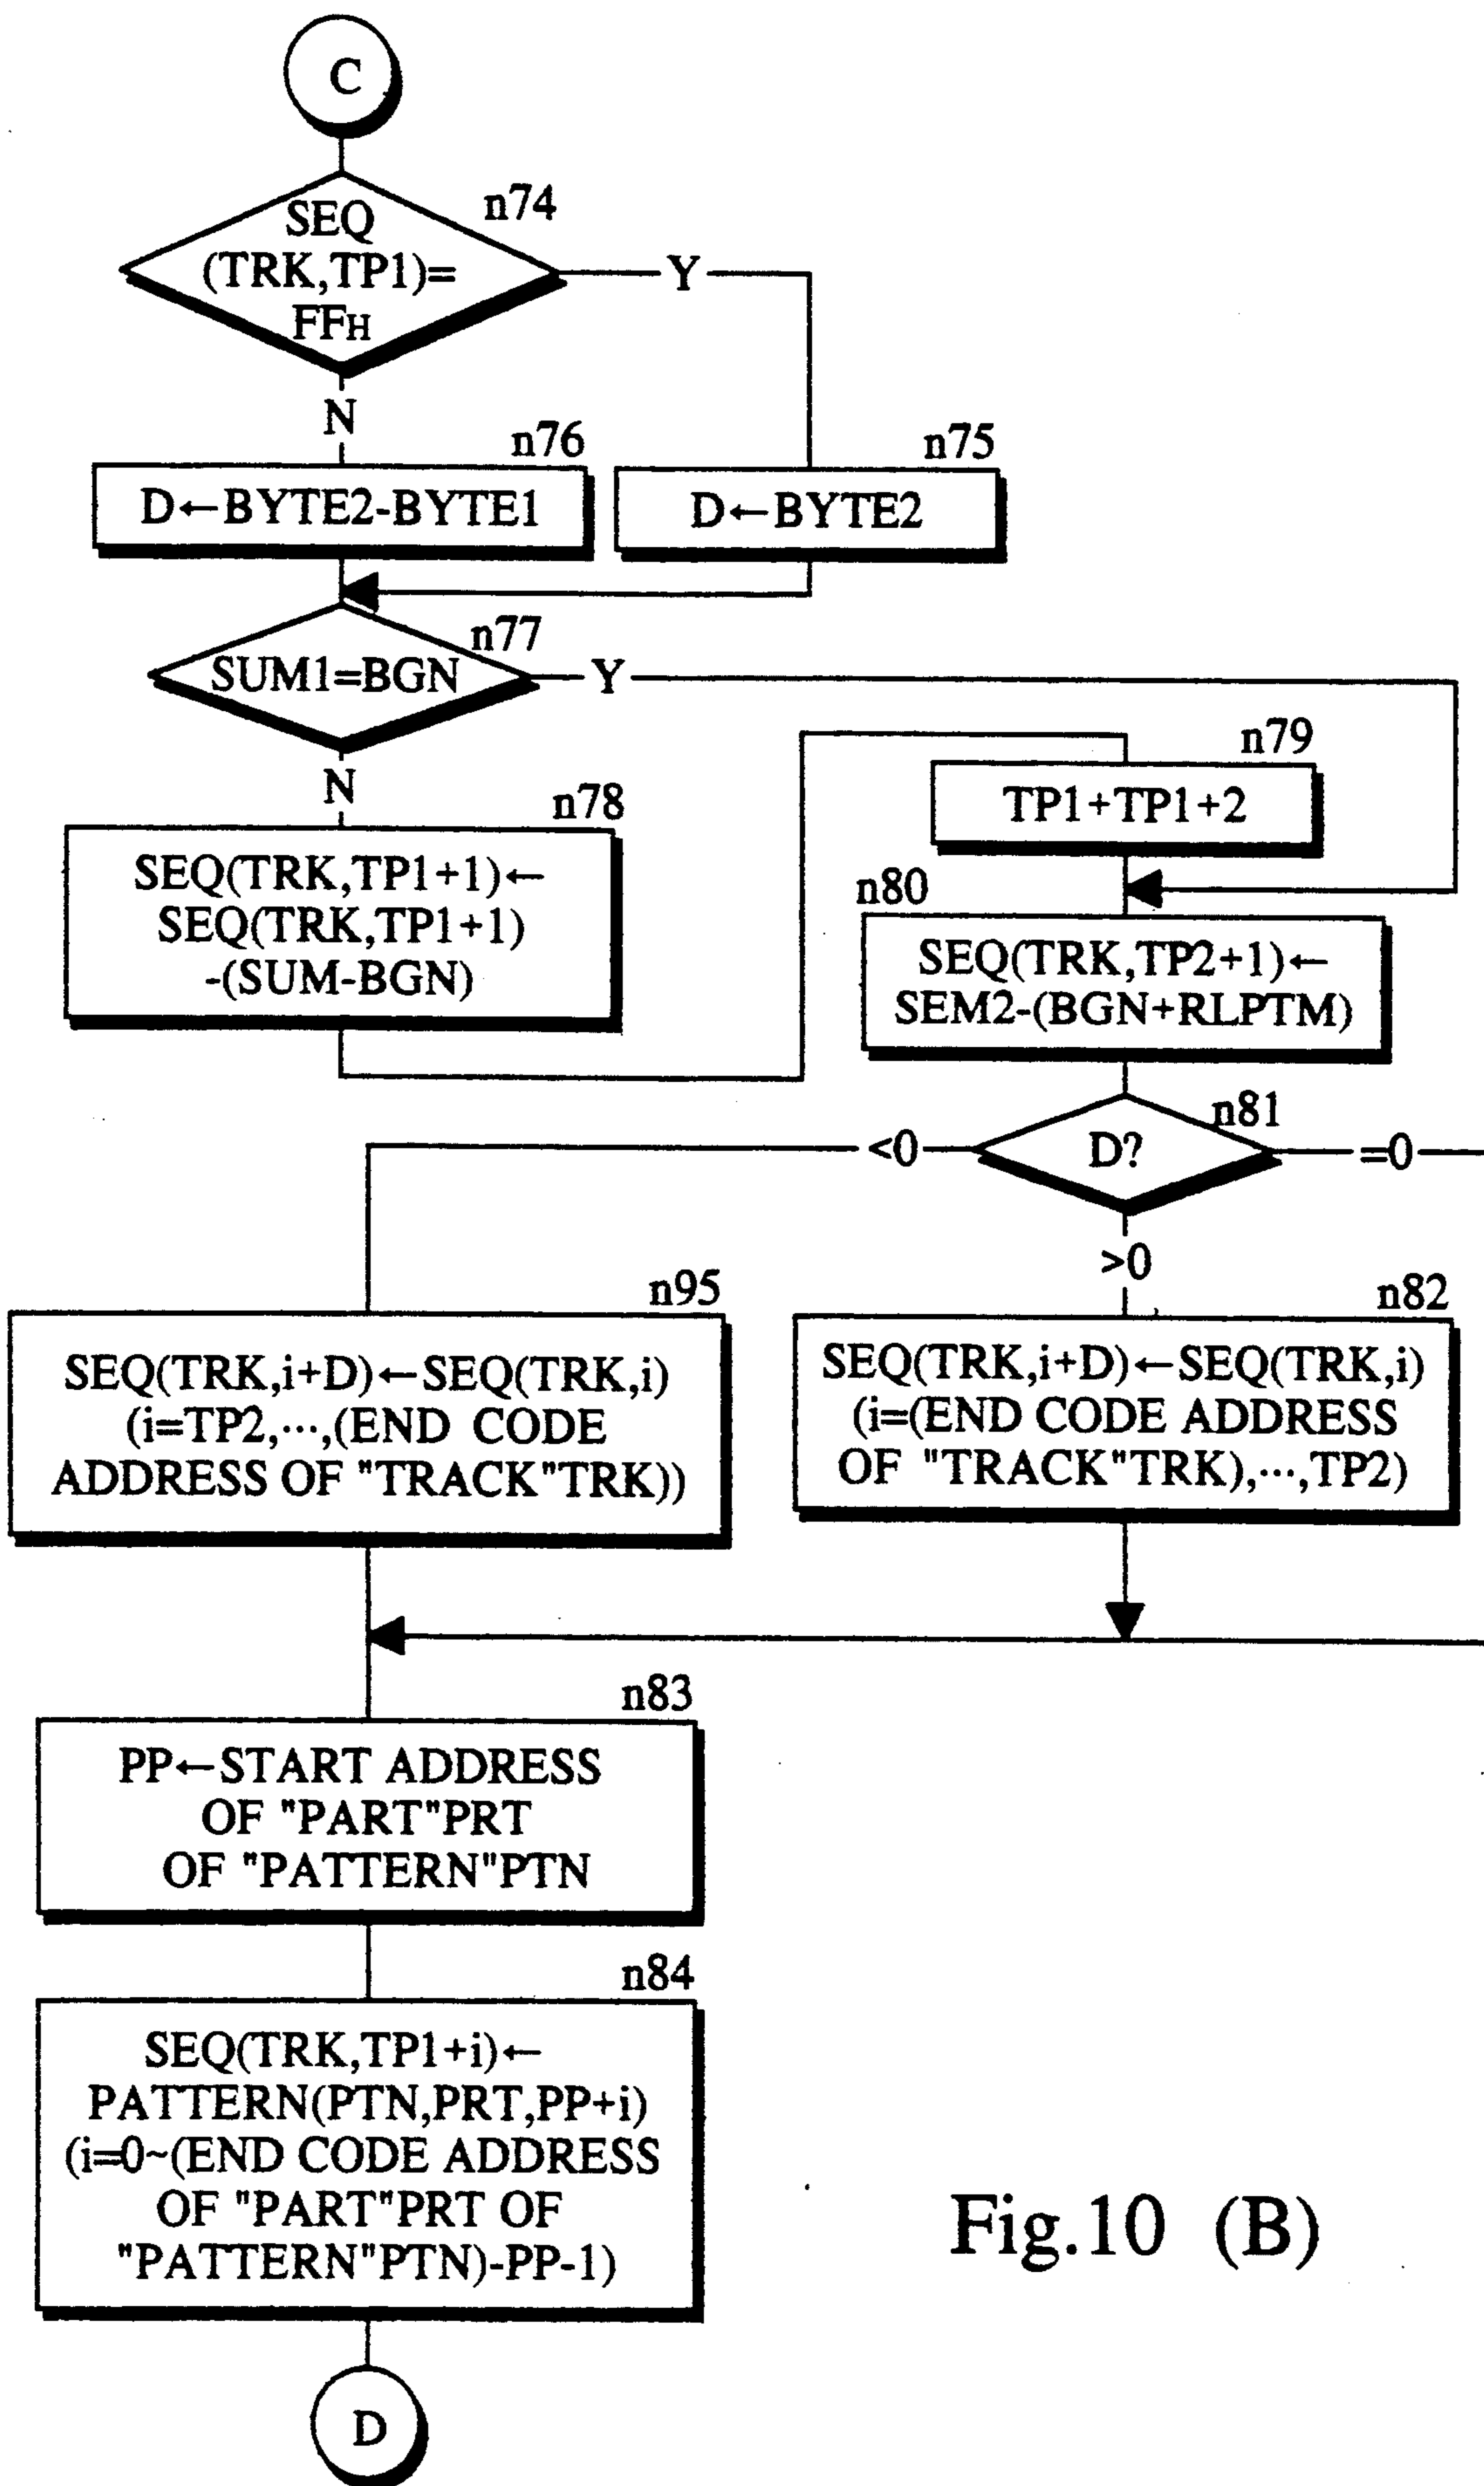 C
n74
SEQ
(TRK,TP1)=
FFH
Y
N
n76
D←BYTE2-BYTE1
n75
D←BYTE2
n77
SUM1=BGN
Y
N
n78
SEQ(TRK,TP1+1)←
SEQ(TRK,TP1+1)
-(SUM-BGN)
n79
TP1+TP1+2
n80
SEQ(TRK,TP2+1)←
SEM2-(BGN+RLPTM)
n81
D?
<0
=0
>0
n95
SEQ(TRK,i+D)←SEQ(TRK,i)
(i=TP2,···,(END CODE
ADDRESS OF "TRACK"TRK))
n82
SEQ(TRK,i+D)←SEQ(TRK,i)
(i=(END CODE ADDRESS
OF "TRACK"TRK),···,TP2)
n83
PP←START ADDRESS
OF "PART"PRT
OF "PATTERN"PTN
n84
SEQ(TRK,TP1+i)←
PATTERN(PTN,PRT,PP+i)
(i=0~(END CODE ADDRESS
OF "PART"PRT OF
"PATTERN"PTN)-PP-1)
D
Fig.10 (B)